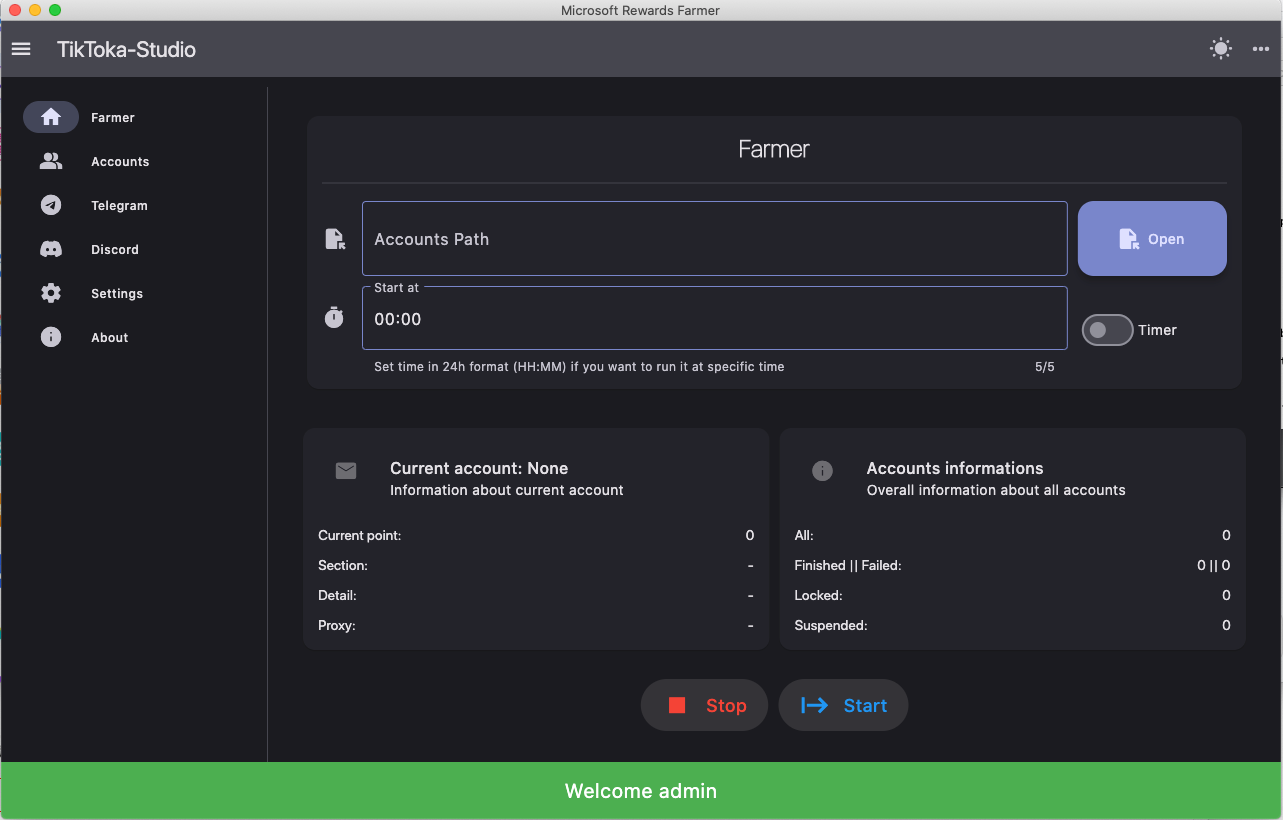 Microsoft Rewards Farmer
TikToka-Studio
Farmer
Accounts
Telegram
Discord
Settings
About
Farmer
Accounts Path
Open
Start at
00:00
Timer
Set time in 24h format (HH:MM) if you want to run it at specific time
5/5
Current account: None
Information about current account
Current point: 0
Section: -
Detail: -
Proxy: -
Accounts informations
Overall information about all accounts
All: 0
Finished || Failed: 0 || 0
Locked: 0
Suspended: 0
Stop
Start
Welcome admin